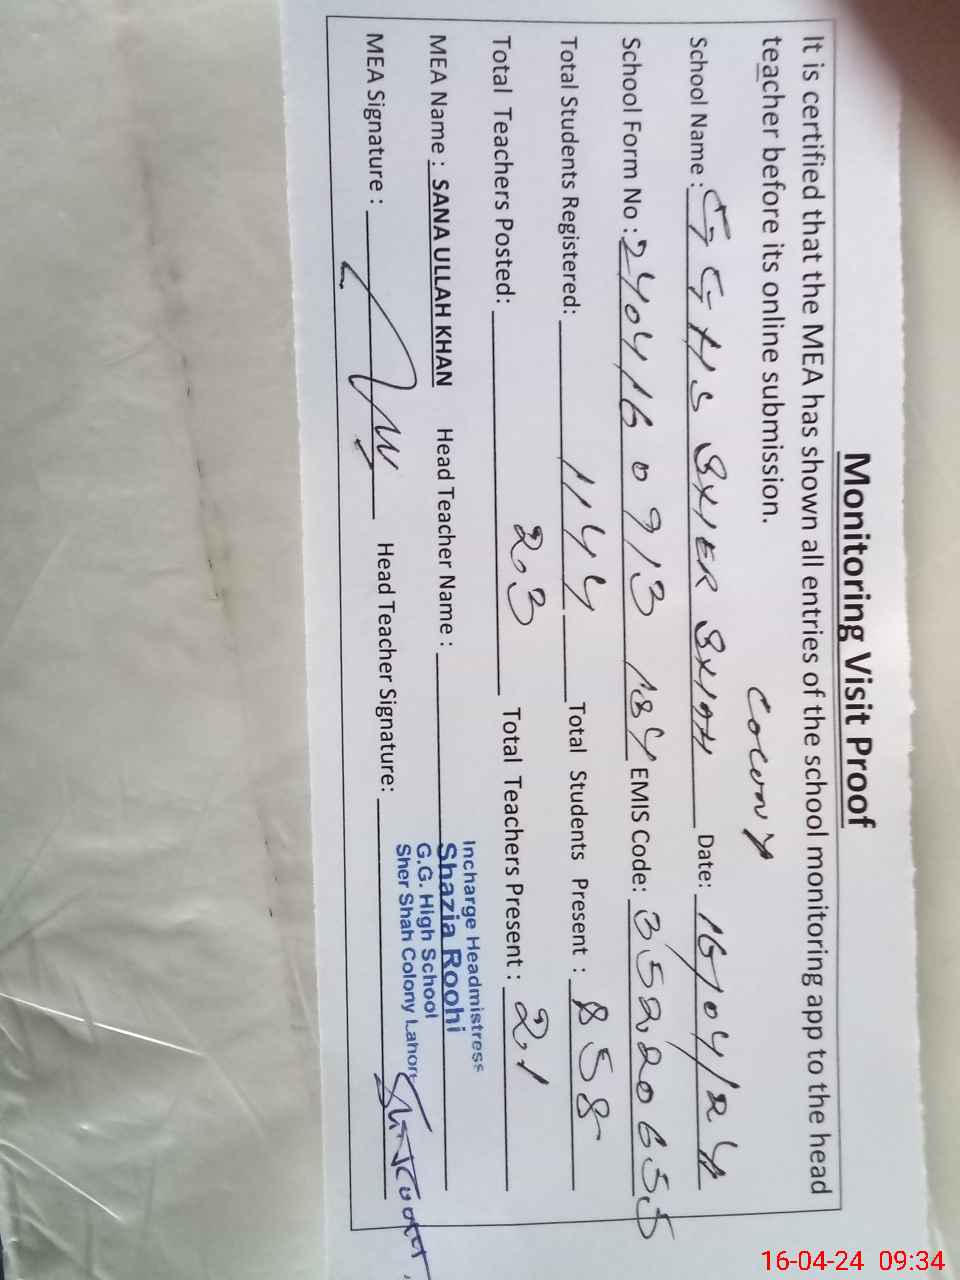 Monitoring Visit Proof
It is certified that the MEA has shown all entries of the school monitoring app to the head
teacher before its online submission.
Colony
School Name : GGHS Date: 16/04/24
School Form No : 2404160913 184 EMIS Code: 35220655
Total Students Registered: 1144 Total Students Present : 858
Total Teachers Posted: 23 Total Teachers Present : 21
MEA Name : SANA ULLAH KHAN Head Teacher Name :
Incharge Headmistress
Shazia Roohi
G.G. High School
Sher Shah Colony Lahore
MEA Signature : Head Teacher Signature:
16-04-24 09:34